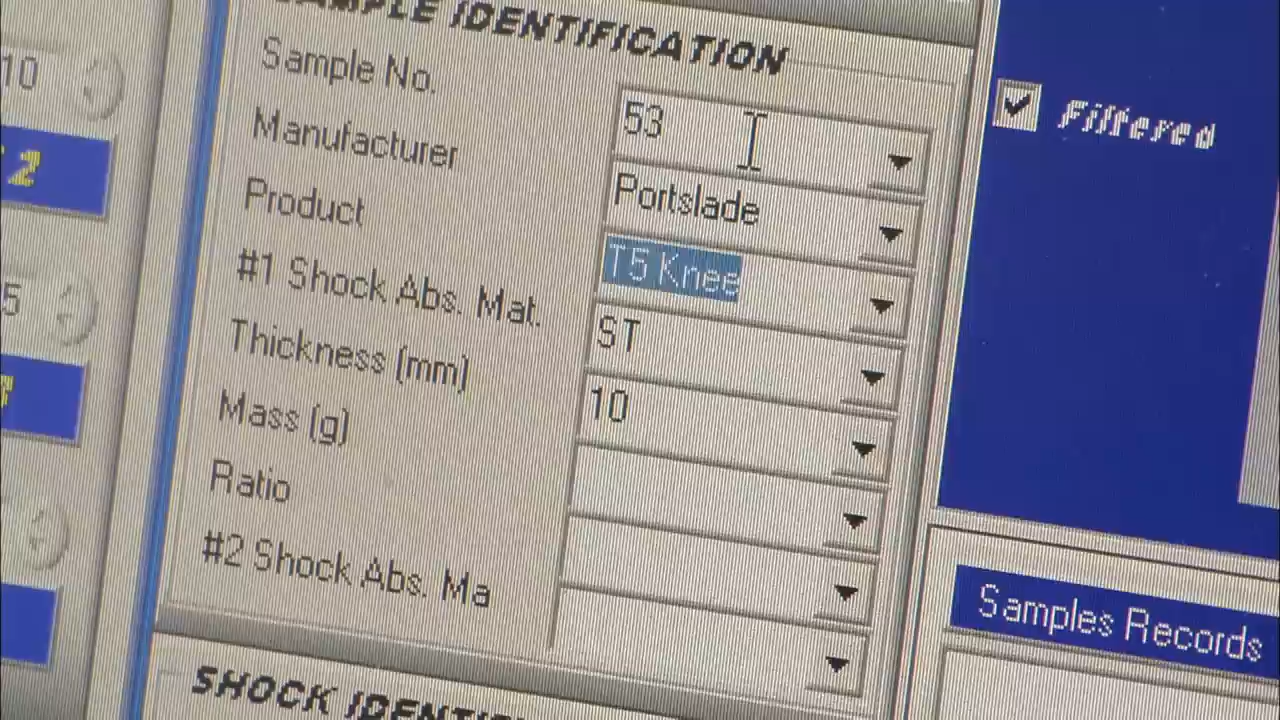 SAMPLE IDENTIFICATION
Sample No. 53
Manufacturer Portslade
Product T5 Knee
#1 Shock Abs. Mat. ST
Thickness (mm) 10
Mass (g)
Ratio
#2 Shock Abs. Ma
SHOCK
Filtered
Samples Records
10
2
5